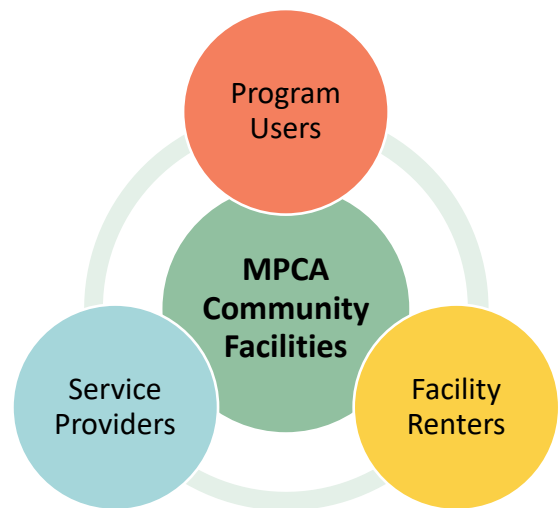 Program
Users
MPCA
Community
Facilities
Service
Providers
Facility
Renters